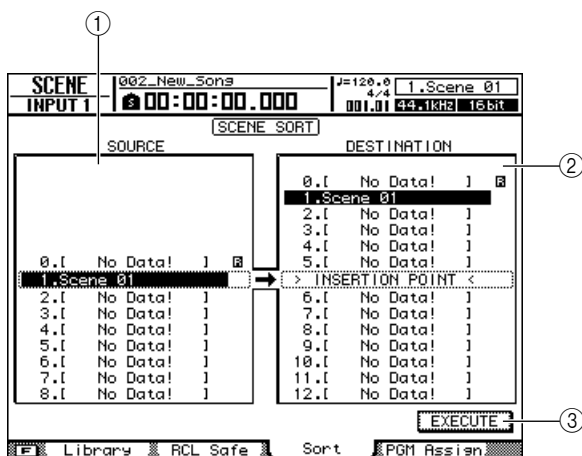 ①
SCENE
INPUT 1
002_New_Song
S 00:00:00.000
♩=120.0
4/4
001.01
1.Scene 01
44.1kHz 16bit
SCENE SORT
SOURCE
DESTINATION
②
0.[ No Data! ] R
1.Scene 01
2.[ No Data! ]
3.[ No Data! ]
4.[ No Data! ]
5.[ No Data! ]
6.[ No Data! ]
7.[ No Data! ]
8.[ No Data! ]
0.[ No Data! ] R
1.Scene 01
2.[ No Data! ]
3.[ No Data! ]
4.[ No Data! ]
5.[ No Data! ]
> INSERTION POINT <
6.[ No Data! ]
7.[ No Data! ]
8.[ No Data! ]
9.[ No Data! ]
10.[ No Data! ]
11.[ No Data! ]
12.[ No Data! ]
EXECUTE
③
F Library RCL Safe Sort PGM Assign